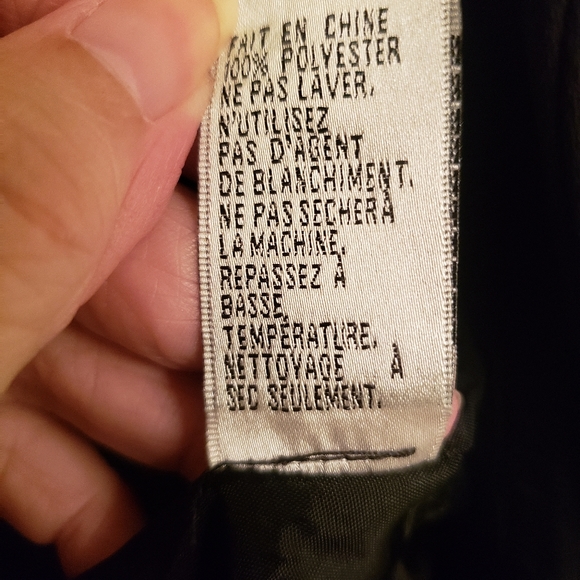 FAIT EN CHINE
100% POLYESTER
NE PAS LAVER.
N'UTILISEZ
PAS D'AGENT
DE BLANCHIMENT.
NE PAS SECHER À
LA MACHINE.
REPASSEZ À
BASSE
TEMPÉRATURE.
NETTOYAGE À
SEC SEULEMENT.